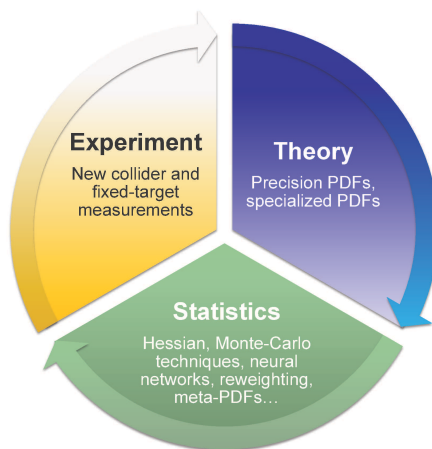 Experiment
New collider and
fixed-target
measurements
Theory
Precision PDFs,
specialized PDFs
Statistics
Hessian, Monte-Carlo
techniques, neural
networks, reweighting,
meta-PDFs...